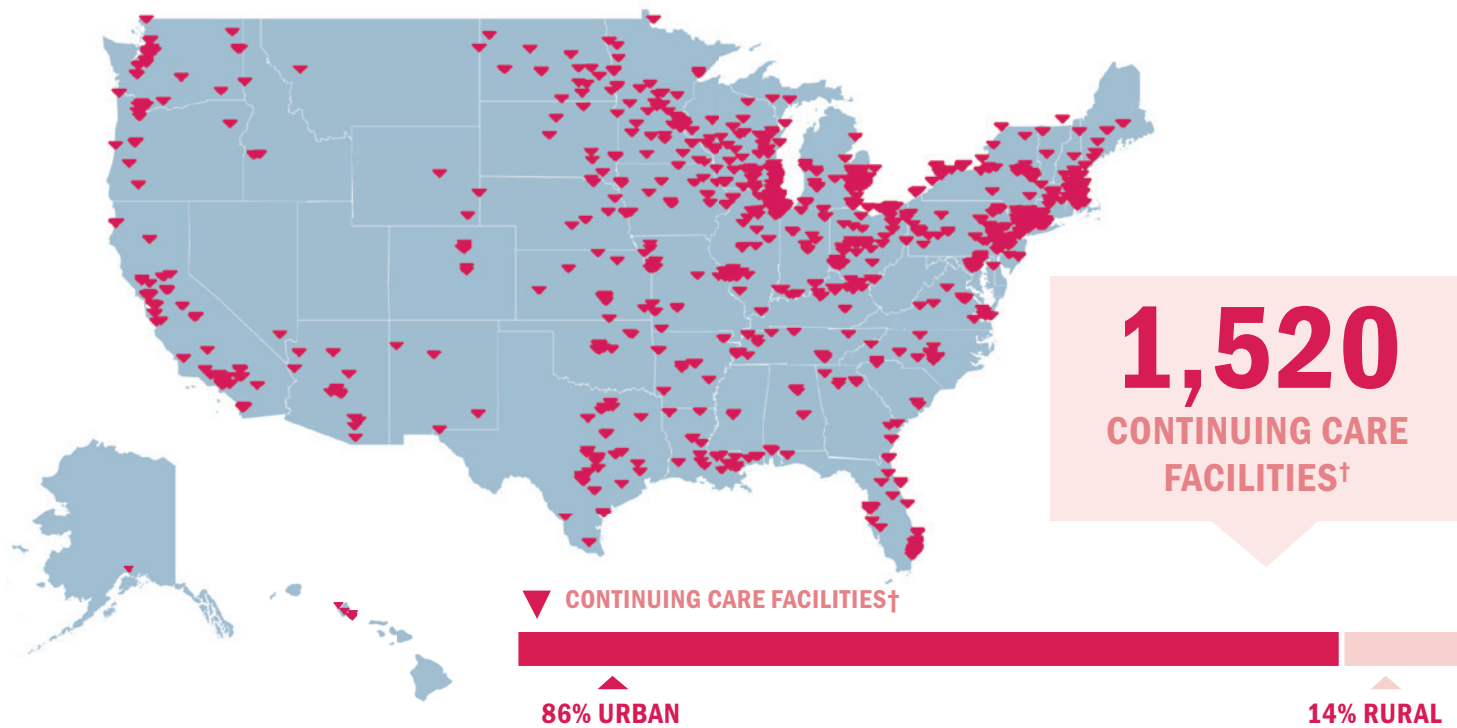 1,520
CONTINUING CARE
FACILITIES†
CONTINUING CARE FACILITIES†
86% URBAN
14% RURAL